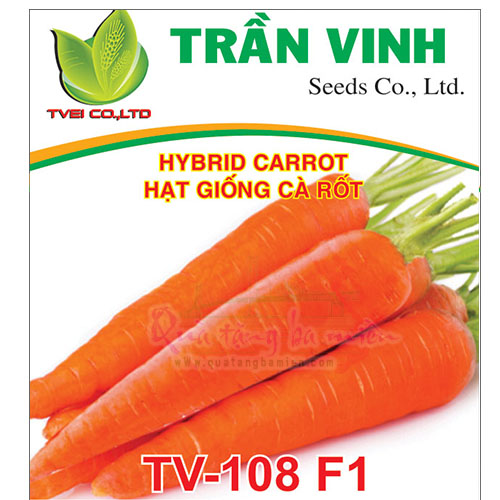 TRẦN VINH
Seeds Co., Ltd.
TVEI CO.,LTD
HYBRID CARROT
HẠT GIỐNG CÀ RỐT
Quà tặng ba miền
www.quatangbamien.com
TV-108 F1